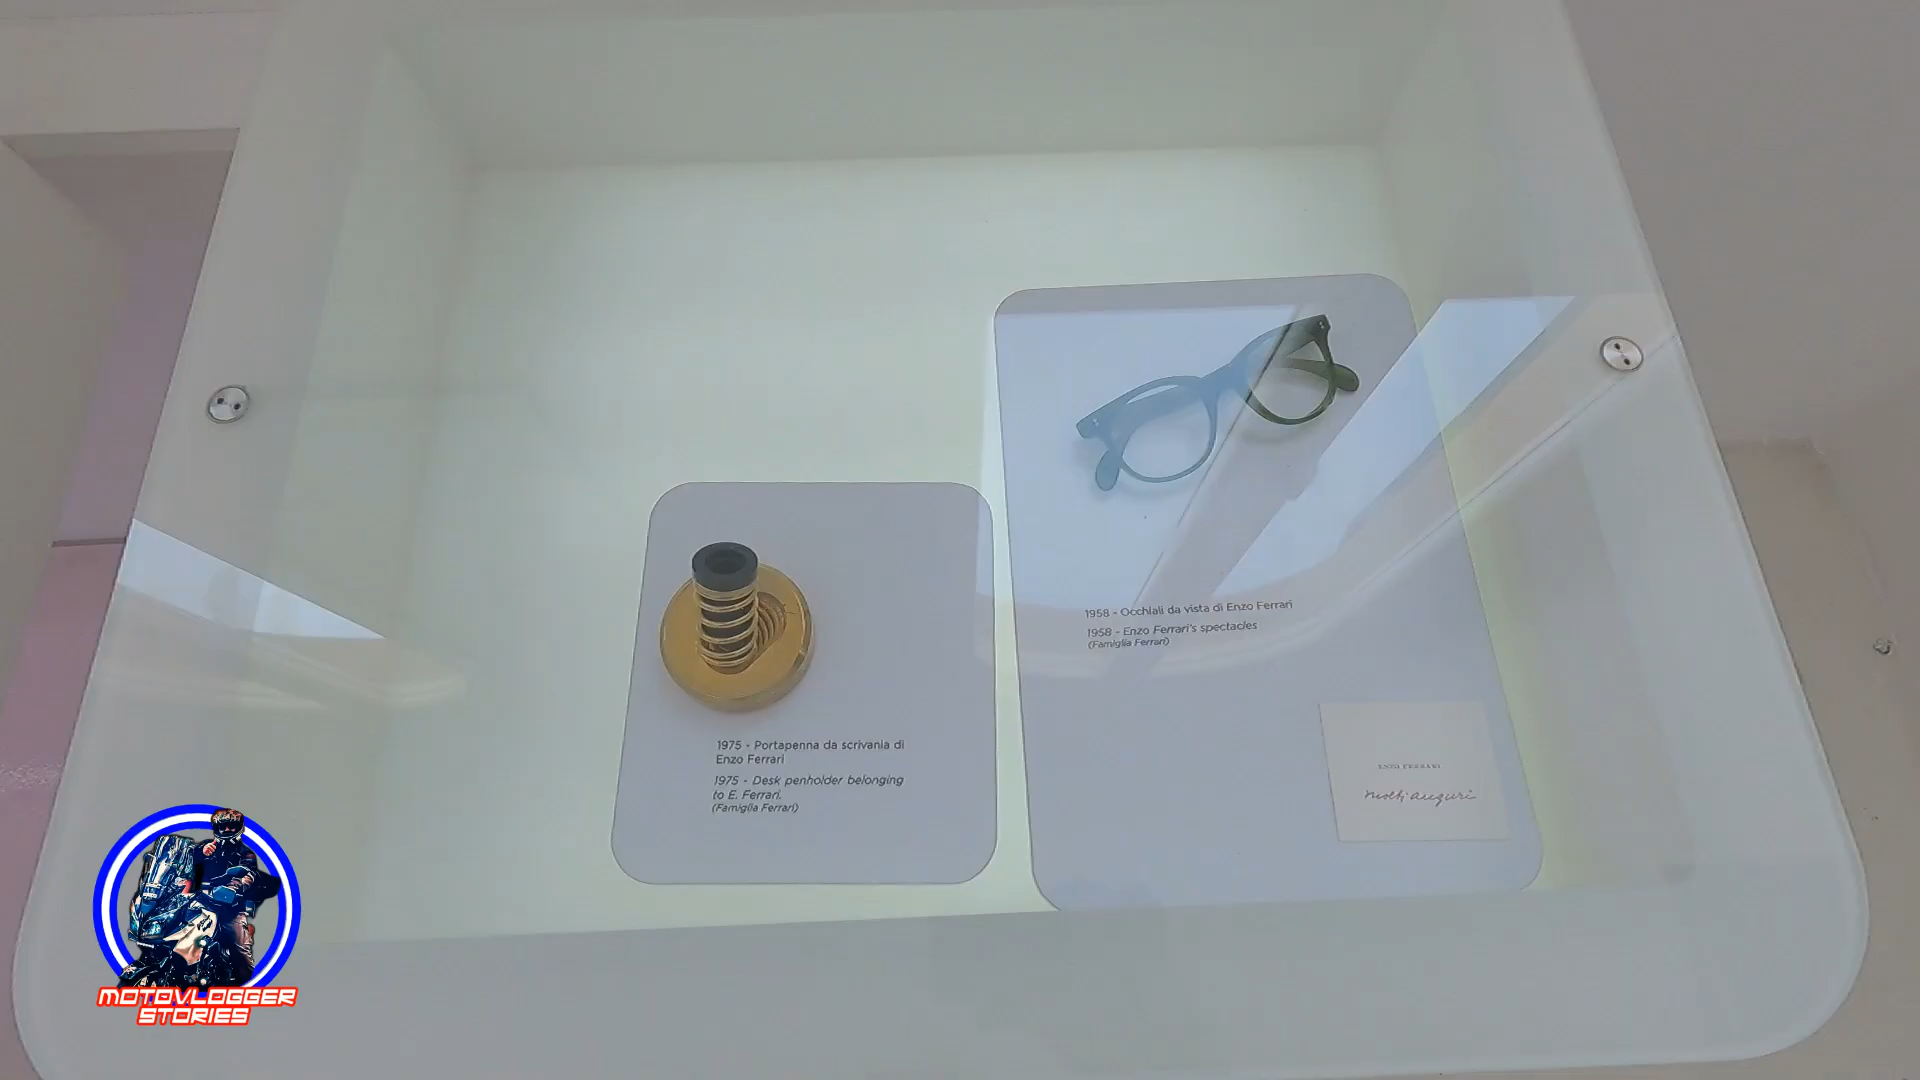 1958 - Occhiali da vista di Enzo Ferrari
1958 - Enzo Ferrari's spectacles
(Famiglia Ferrari)
1975 - Portapenna da scrivania di
Enzo Ferrari
1975 - Desk penholder belonging
to E. Ferrari.
(Famiglia Ferrari)
ENZO FERRARI
Molti auguri
MOTOVLOGGER
STORIES